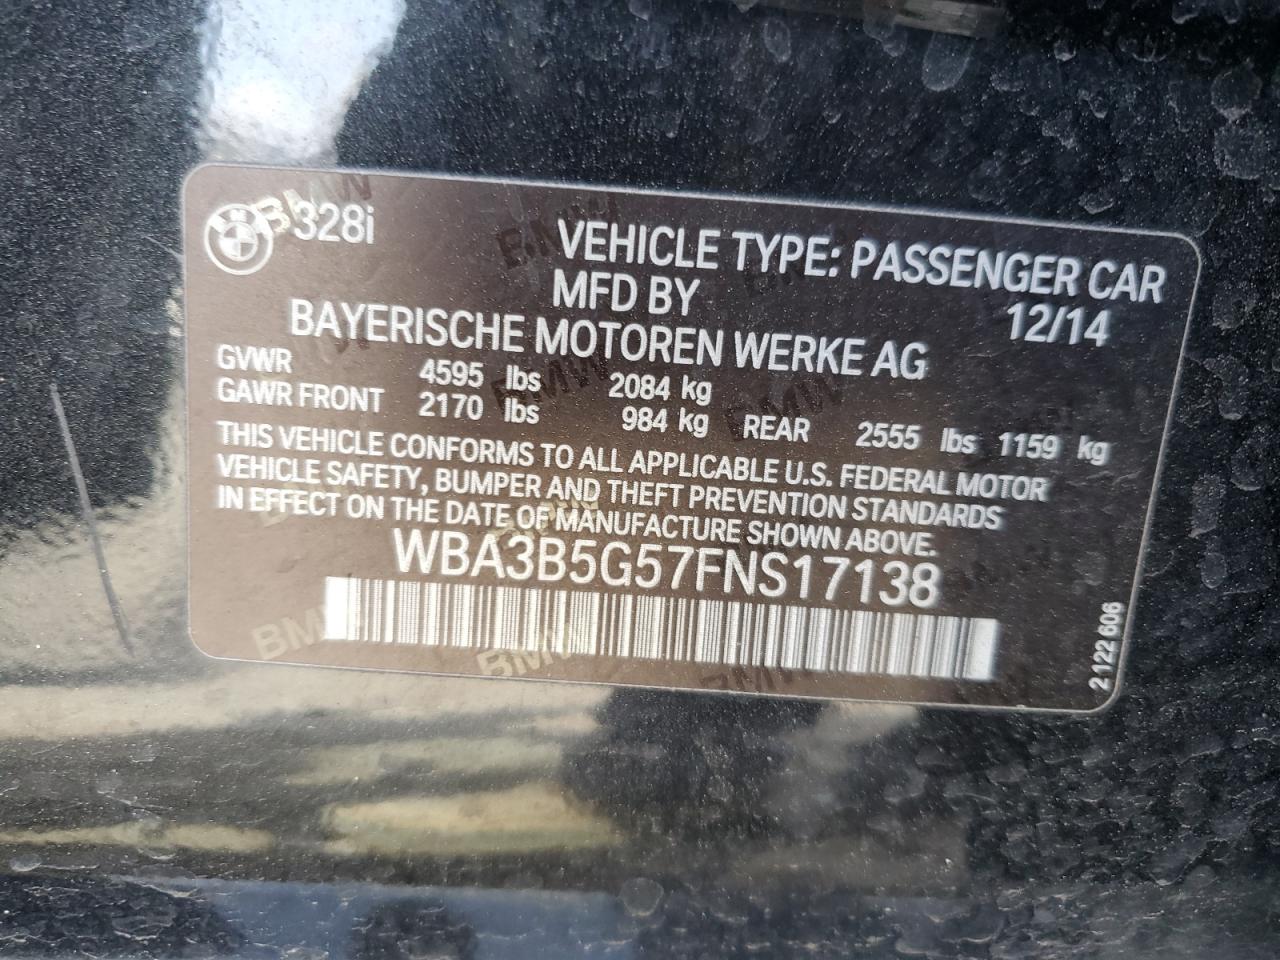 328i
VEHICLE TYPE: PASSENGER CAR
MFD BY 12/14
BAYERISCHE MOTOREN WERKE AG
GVWR 4595 lbs 2084 kg
GAWR FRONT 2170 lbs 984 kg REAR 2555 lbs 1159 kg
THIS VEHICLE CONFORMS TO ALL APPLICABLE U.S. FEDERAL MOTOR
VEHICLE SAFETY, BUMPER AND THEFT PREVENTION STANDARDS
IN EFFECT ON THE DATE OF MANUFACTURE SHOWN ABOVE.
WBA3B5G57FNS17138
2 122 606